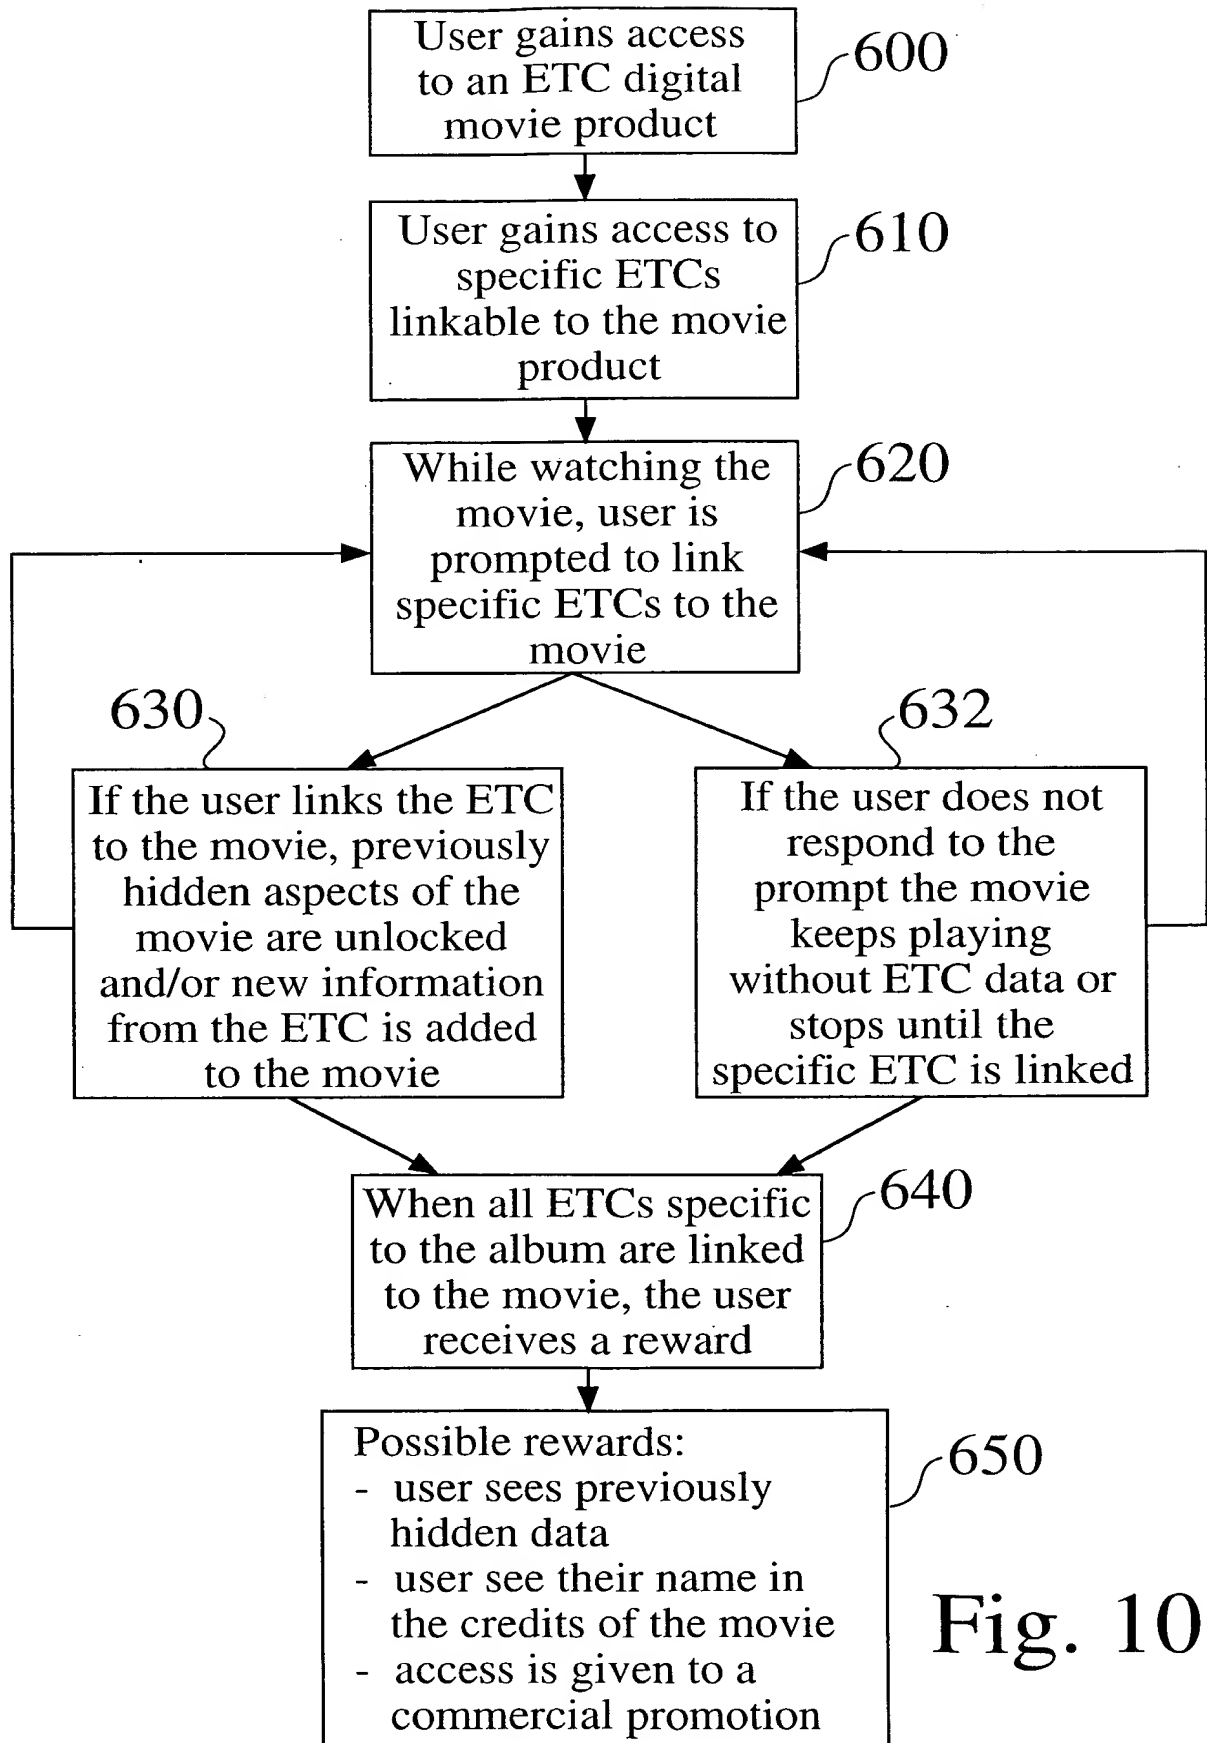 User gains access
to an ETC digital
movie product
600
User gains access to
specific ETCs
linkable to the movie
product
610
While watching the
movie, user is
prompted to link
specific ETCs to the
movie
620
630
If the user links the ETC
to the movie, previously
hidden aspects of the
movie are unlocked
and/or new information
from the ETC is added
to the movie
632
If the user does not
respond to the
prompt the movie
keeps playing
without ETC data or
stops until the
specific ETC is linked
When all ETCs specific
to the album are linked
to the movie, the user
receives a reward
640
Possible rewards:
- user sees previously
hidden data
- user see their name in
the credits of the movie
- access is given to a
commercial promotion
650
Fig. 10